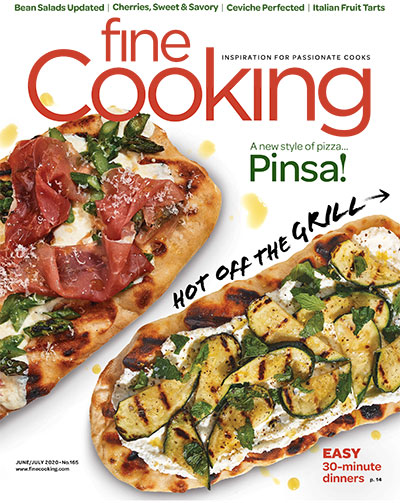 Bean Salads Updated | Cherries, Sweet & Savory | Ceviche Perfected | Italian Fruit Tarts
fine
INSPIRATION FOR PASSIONATE COOKS
Cooking
A new style of pizza...
Pinsa!
HOT OFF THE GRILL →
JUNE/JULY 2020 • No.165
www.finecooking.com
EASY
30-minute
dinners p. 14